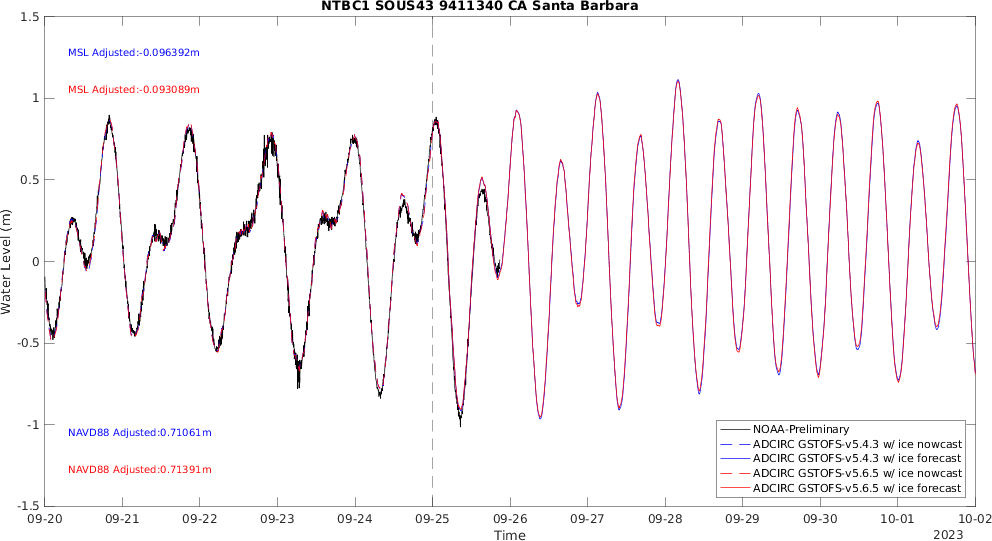 NTBC1 SOUS43 9411340 CA Santa Barbara
1.5
MSL Adjusted:-0.096392m
1
MSL Adjusted:-0.093089m
0.5
0
Water Level (m)
-0.5
-1
NAVD88 Adjusted:0.71061m
NOAA-Preliminary
ADCIRC GSTOFS-v5.4.3 w/ ice nowcast
ADCIRC GSTOFS-v5.4.3 w/ ice forecast
NAVD88 Adjusted:0.71391m
ADCIRC GSTOFS-v5.6.5 w/ ice nowcast
ADCIRC GSTOFS-v5.6.5 w/ ice forecast
-1.5
09-20 09-21 09-22 09-23 09-24 09-25 09-26 09-27 09-28 09-29 09-30 10-01 10-02
Time
2023